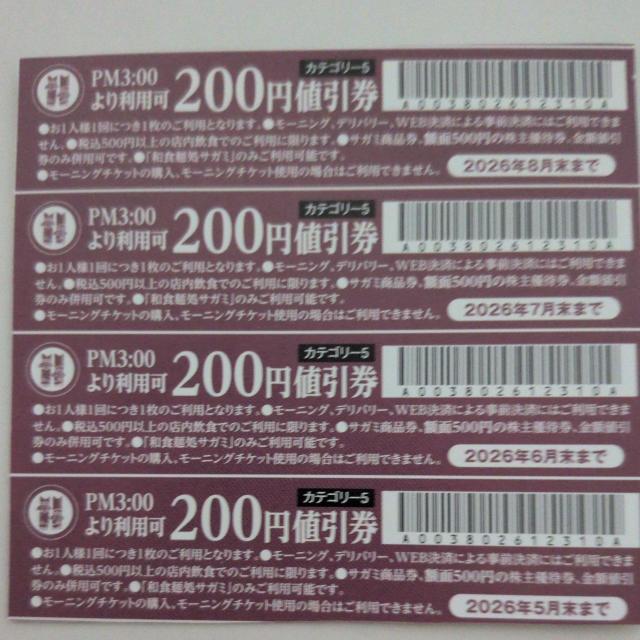 PM3:00
より利用可
200円値引券
カテゴリー5
A003802612310A
●お1人様1回につき1枚のご利用となります。●モーニング、デリバリー、WEB決済による事前決済にはご利用できま
せん。●税込500円以上の店内飲食でのご利用に限ります。●サガミ商品券、額面500円の株主優待券、金額値引
券のみ併用可です。●「和食麺処サガミ」のみご利用可能です。
●モーニングチケットの購入、モーニングチケット使用の場合はご利用できません。
2026年8月末まで
PM3:00
より利用可
200円値引券
カテゴリー5
A003802612310A
●お1人様1回につき1枚のご利用となります。●モーニング、デリバリー、WEB決済による事前決済にはご利用できま
せん。●税込500円以上の店内飲食でのご利用に限ります。●サガミ商品券、額面500円の株主優待券、金額値引
券のみ併用可です。●「和食麺処サガミ」のみご利用可能です。
●モーニングチケットの購入、モーニングチケット使用の場合はご利用できません。
2026年7月末まで
PM3:00
より利用可
200円値引券
カテゴリー5
A003802612310A
●お1人様1回につき1枚のご利用となります。●モーニング、デリバリー、WEB決済による事前決済にはご利用できま
せん。●税込500円以上の店内飲食でのご利用に限ります。●サガミ商品券、額面500円の株主優待券、金額値引
券のみ併用可です。●「和食麺処サガミ」のみご利用可能です。
●モーニングチケットの購入、モーニングチケット使用の場合はご利用できません。
2026年6月末まで
PM3:00
より利用可
200円値引券
カテゴリー5
A003802612310A
●お1人様1回につき1枚のご利用となります。●モーニング、デリバリー、WEB決済による事前決済にはご利用できま
せん。●税込500円以上の店内飲食でのご利用に限ります。●サガミ商品券、額面500円の株主優待券、金額値引
券のみ併用可です。●「和食麺処サガミ」のみご利用可能です。
●モーニングチケットの購入、モーニングチケット使用の場合はご利用できません。
2026年5月末まで